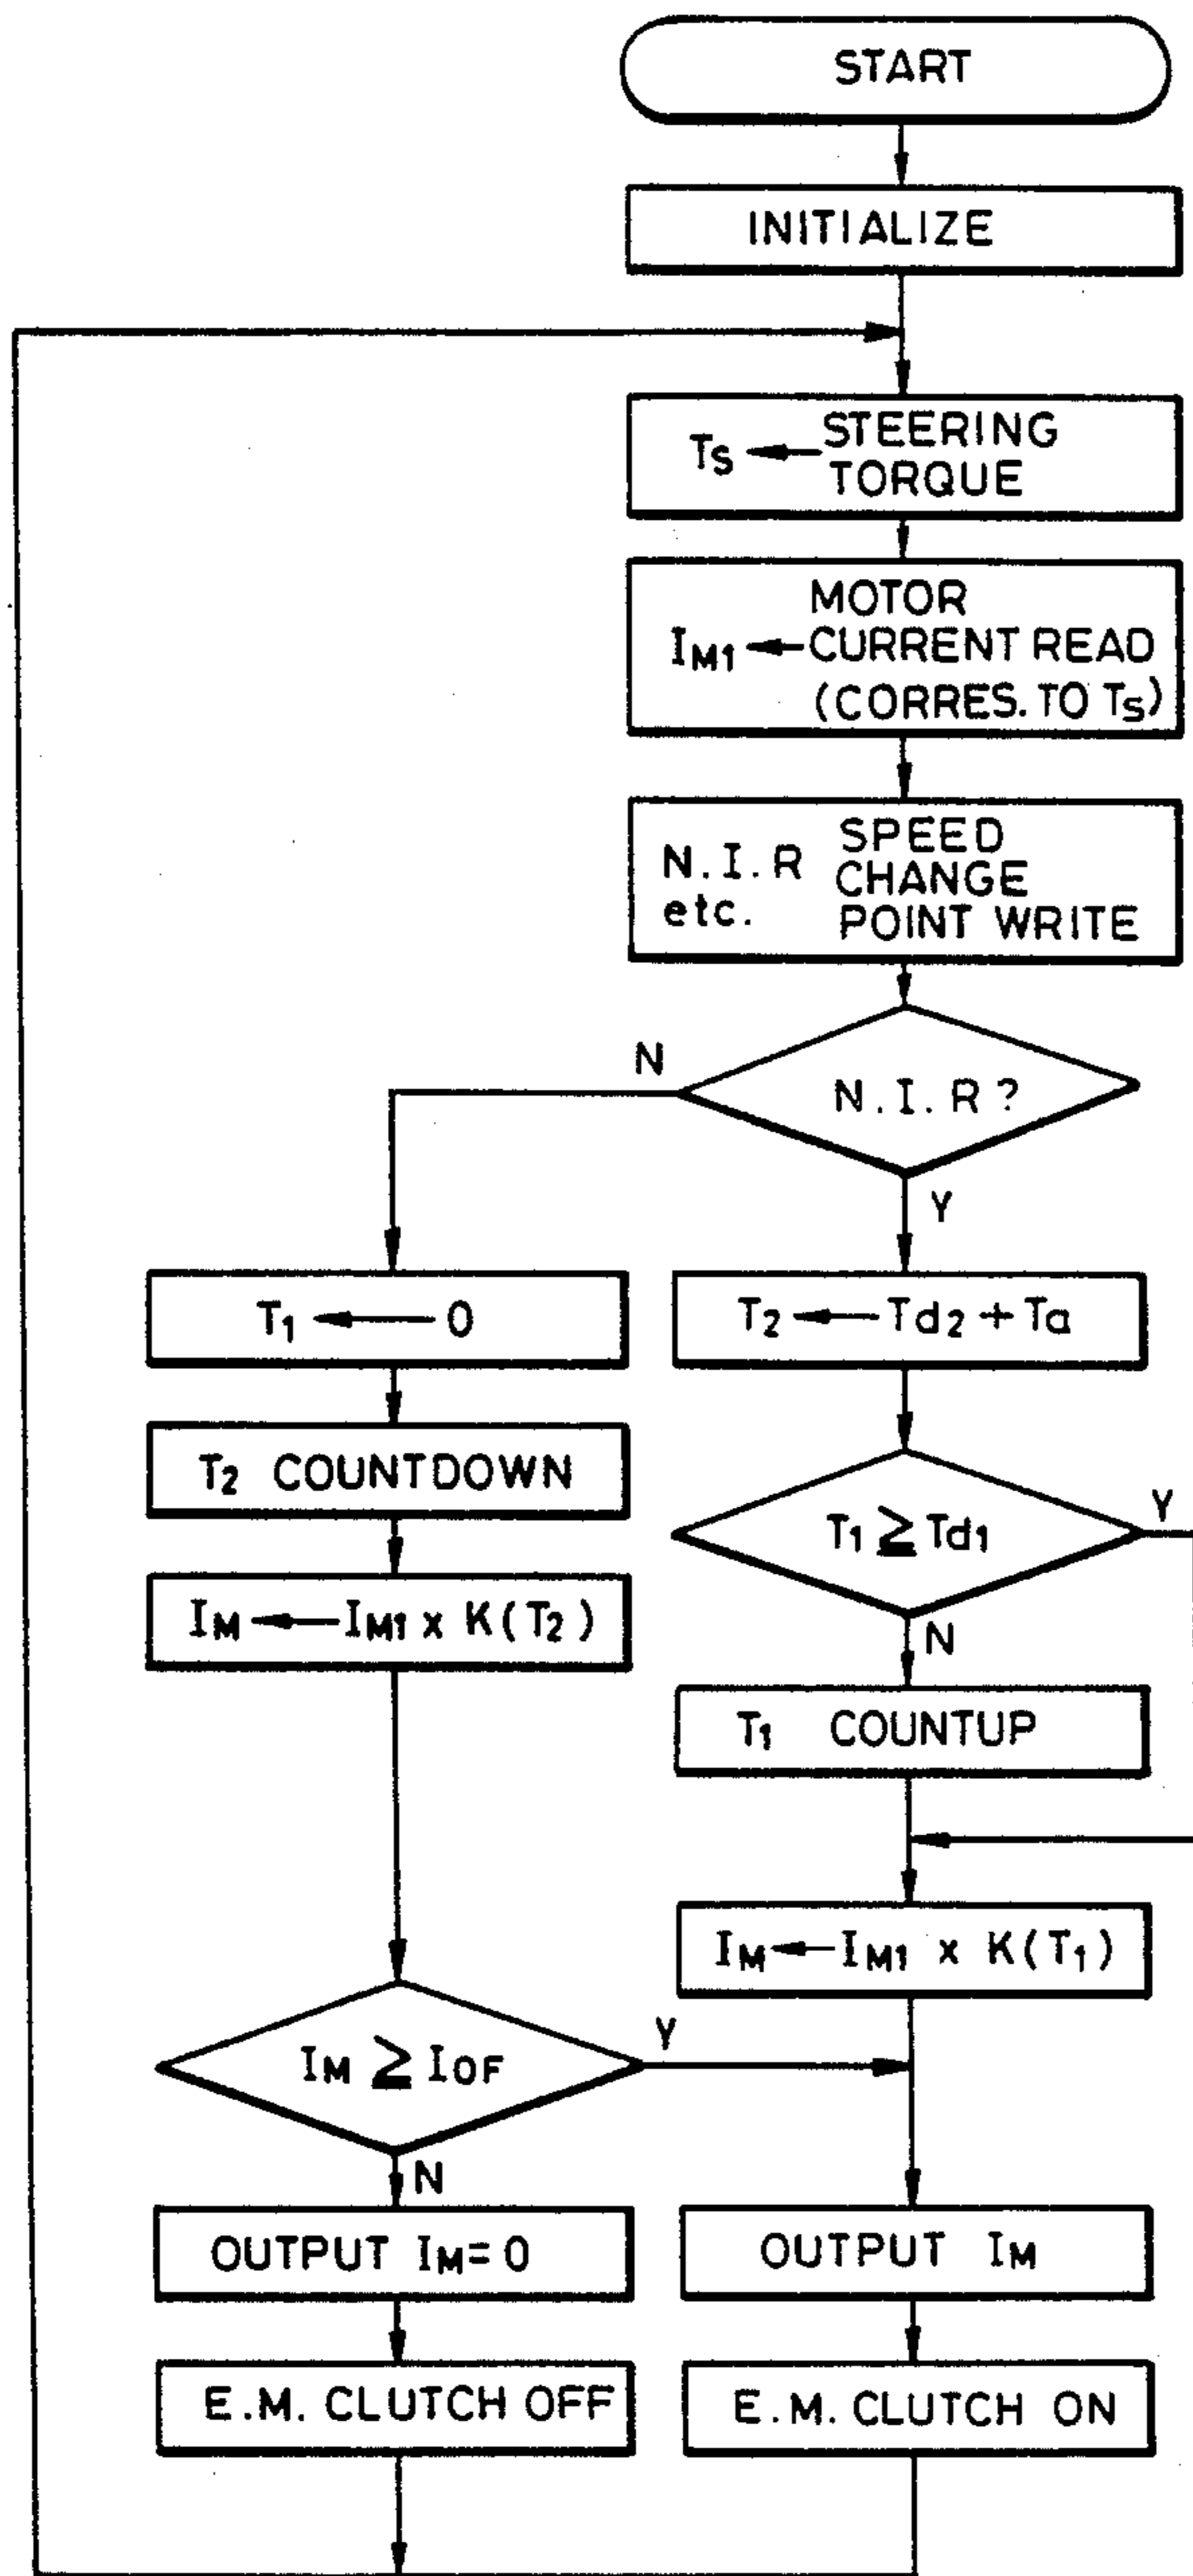 START
INITIALIZE
TS ← STEERING
TORQUE
MOTOR
IM1 ← CURRENT READ
(CORRES. TO TS)
N.I.R etc.
SPEED
CHANGE
POINT WRITE
N.I.R ?
N
Y
T1 ← 0
T2 ← Td2 + Ta
T2 COUNTDOWN
T1 ≧ Td1
Y
N
IM ← IM1 x K(T2)
T1 COUNTUP
IM ← IM1 x K(T1)
IM ≧ IOF
Y
N
OUTPUT IM=0
OUTPUT IM
E.M. CLUTCH OFF
E.M. CLUTCH ON